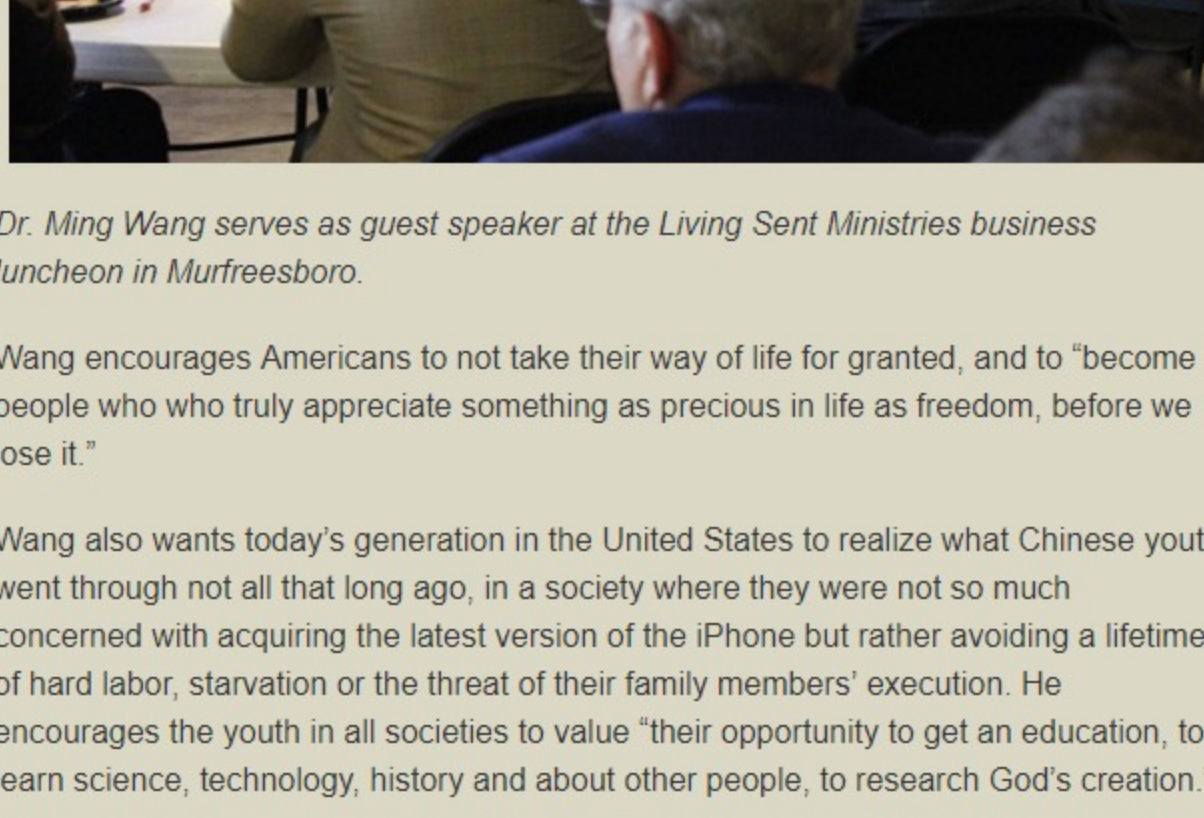 Dr. Ming Wang serves as guest speaker at the Living Sent Ministries business
luncheon in Murfreesboro.
Wang encourages Americans to not take their way of life for granted, and to “become
people who who truly appreciate something as precious in life as freedom, before we
lose it.”
Wang also wants today’s generation in the United States to realize what Chinese yout
went through not all that long ago, in a society where they were not so much
concerned with acquiring the latest version of the iPhone but rather avoiding a lifetime
of hard labor, starvation or the threat of their family members’ execution. He
encourages the youth in all societies to value “their opportunity to get an education, to
learn science, technology, history and about other people, to research God’s creation.”